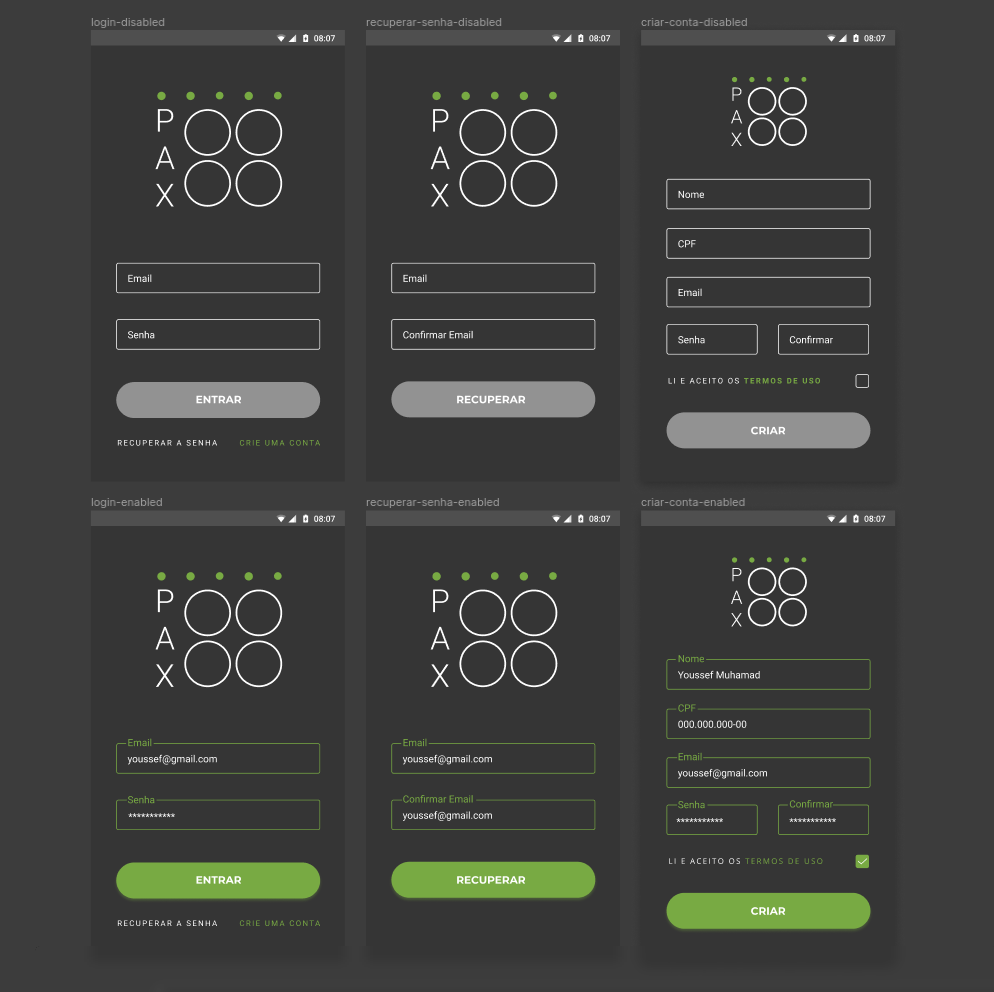 login-disabled
08:07
P
A
X
Email
Senha
ENTRAR
RECUPERAR A SENHA CRIE UMA CONTA
recuperar-senha-disabled
08:07
P
A
X
Email
Confirmar Email
RECUPERAR
criar-conta-disabled
08:07
P
A
X
Nome
CPF
Email
Senha Confirmar
LI E ACEITO OS TERMOS DE USO
CRIAR
login-enabled
08:07
P
A
X
Email
youssef@gmail.com
Senha
***********
ENTRAR
RECUPERAR A SENHA CRIE UMA CONTA
recuperar-senha-enabled
08:07
P
A
X
Email
youssef@gmail.com
Confirmar Email
youssef@gmail.com
RECUPERAR
criar-conta-enabled
08:07
P
A
X
Nome
Youssef Muhamad
CPF
000.000.000-00
Email
youssef@gmail.com
Senha Confirmar
*********** ***********
LI E ACEITO OS TERMOS DE USO
CRIAR